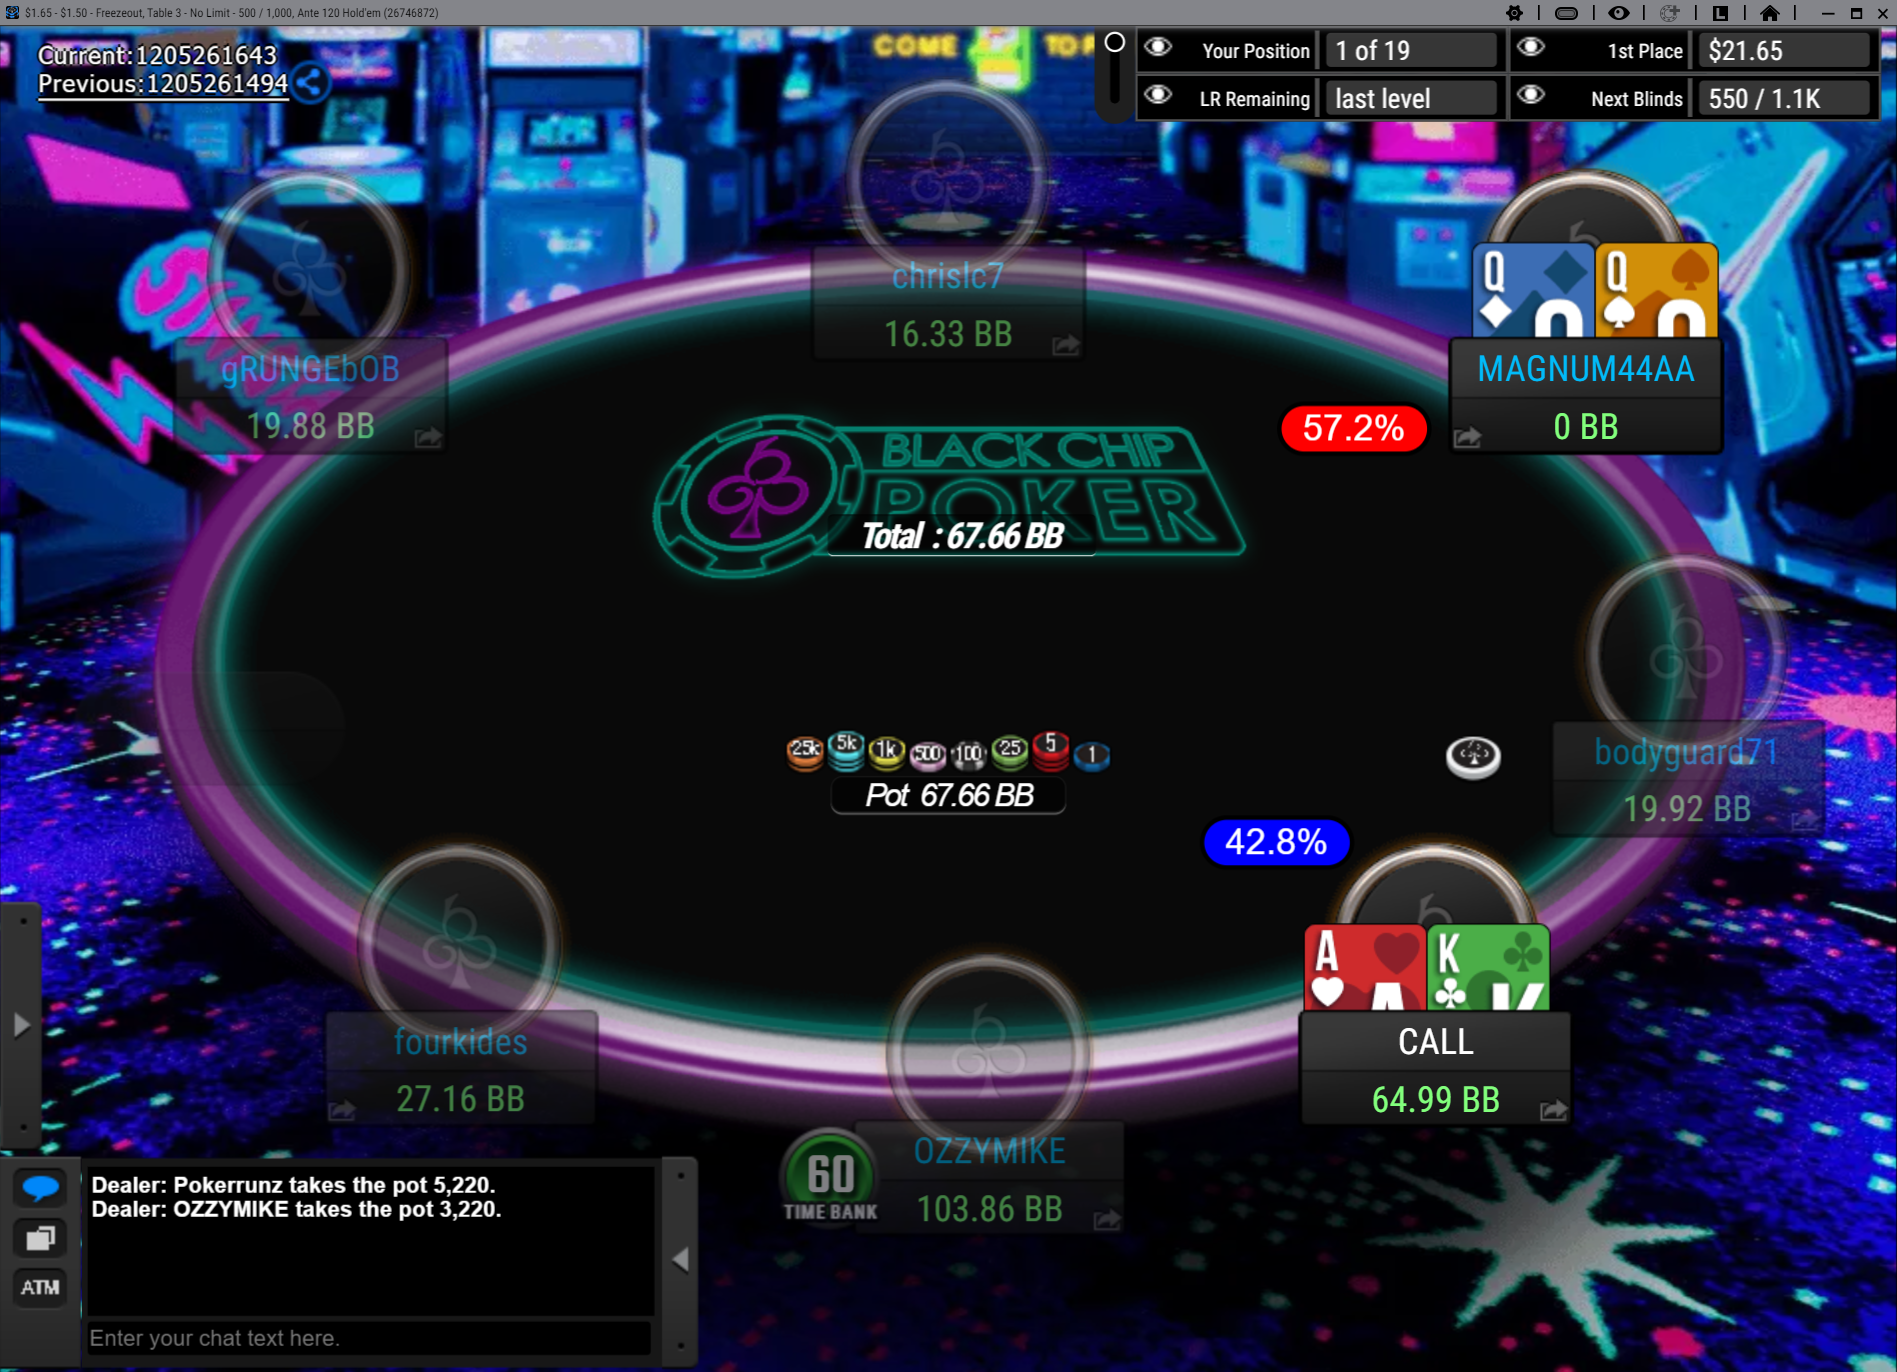 $1.65 - $1.50 - Freezeout, Table 3 - No Limit - 500 / 1,000, Ante 120 Hold'em (26746872)
L
Current:1205261643
Previous:1205261494
COME
Your Position
1 of 19
1st Place
$21.65
LR Remaining
last level
Next Blinds
550 / 1.1K
chrislc7
16.33 BB
Q
Q
Q
Q
MAGNUM44AA
0 BB
gRUNGEbOB
19.88 BB
57.2%
BLACK CHIP
POKER
Total : 67.66 BB
25k
5k
1k
500
100
25
5
1
Pot 67.66 BB
bodyguard71
19.92 BB
42.8%
A
K
A
K
CALL
64.99 BB
fourkides
27.16 BB
60
TIME BANK
OZZYMIKE
103.86 BB
Dealer: Pokerrunz takes the pot 5,220.
Dealer: OZZYMIKE takes the pot 3,220.
ATM
Enter your chat text here.